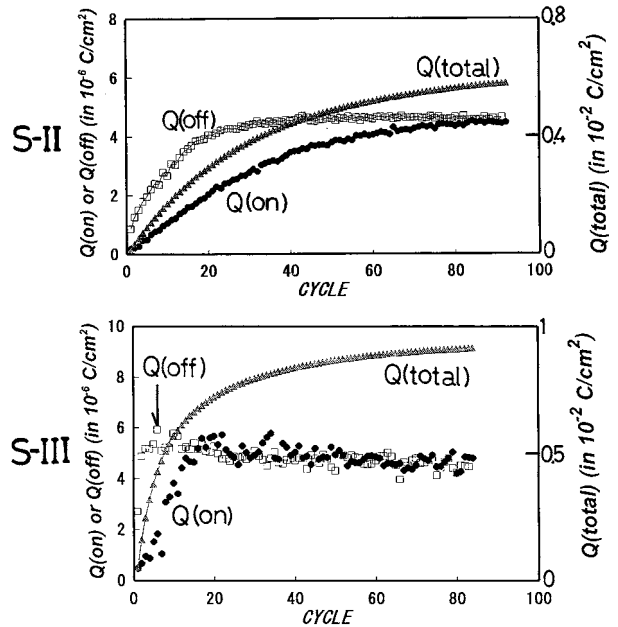 S-II
Q(on) or Q(off) (in 10⁻⁶ C/cm²)
8
6
4
2
0
Q(off)
Q(total)
Q(on)
0.8
0.4
0
Q(total) (in 10⁻² C/cm²)
0 20 40 60 80 100
CYCLE
S-III
Q(on) or Q(off) (in 10⁻⁶ C/cm²)
10
8
6
4
2
0
Q(off)
Q(total)
Q(on)
1
0.5
0
Q(total) (in 10⁻² C/cm²)
0 20 40 60 80 100
CYCLE